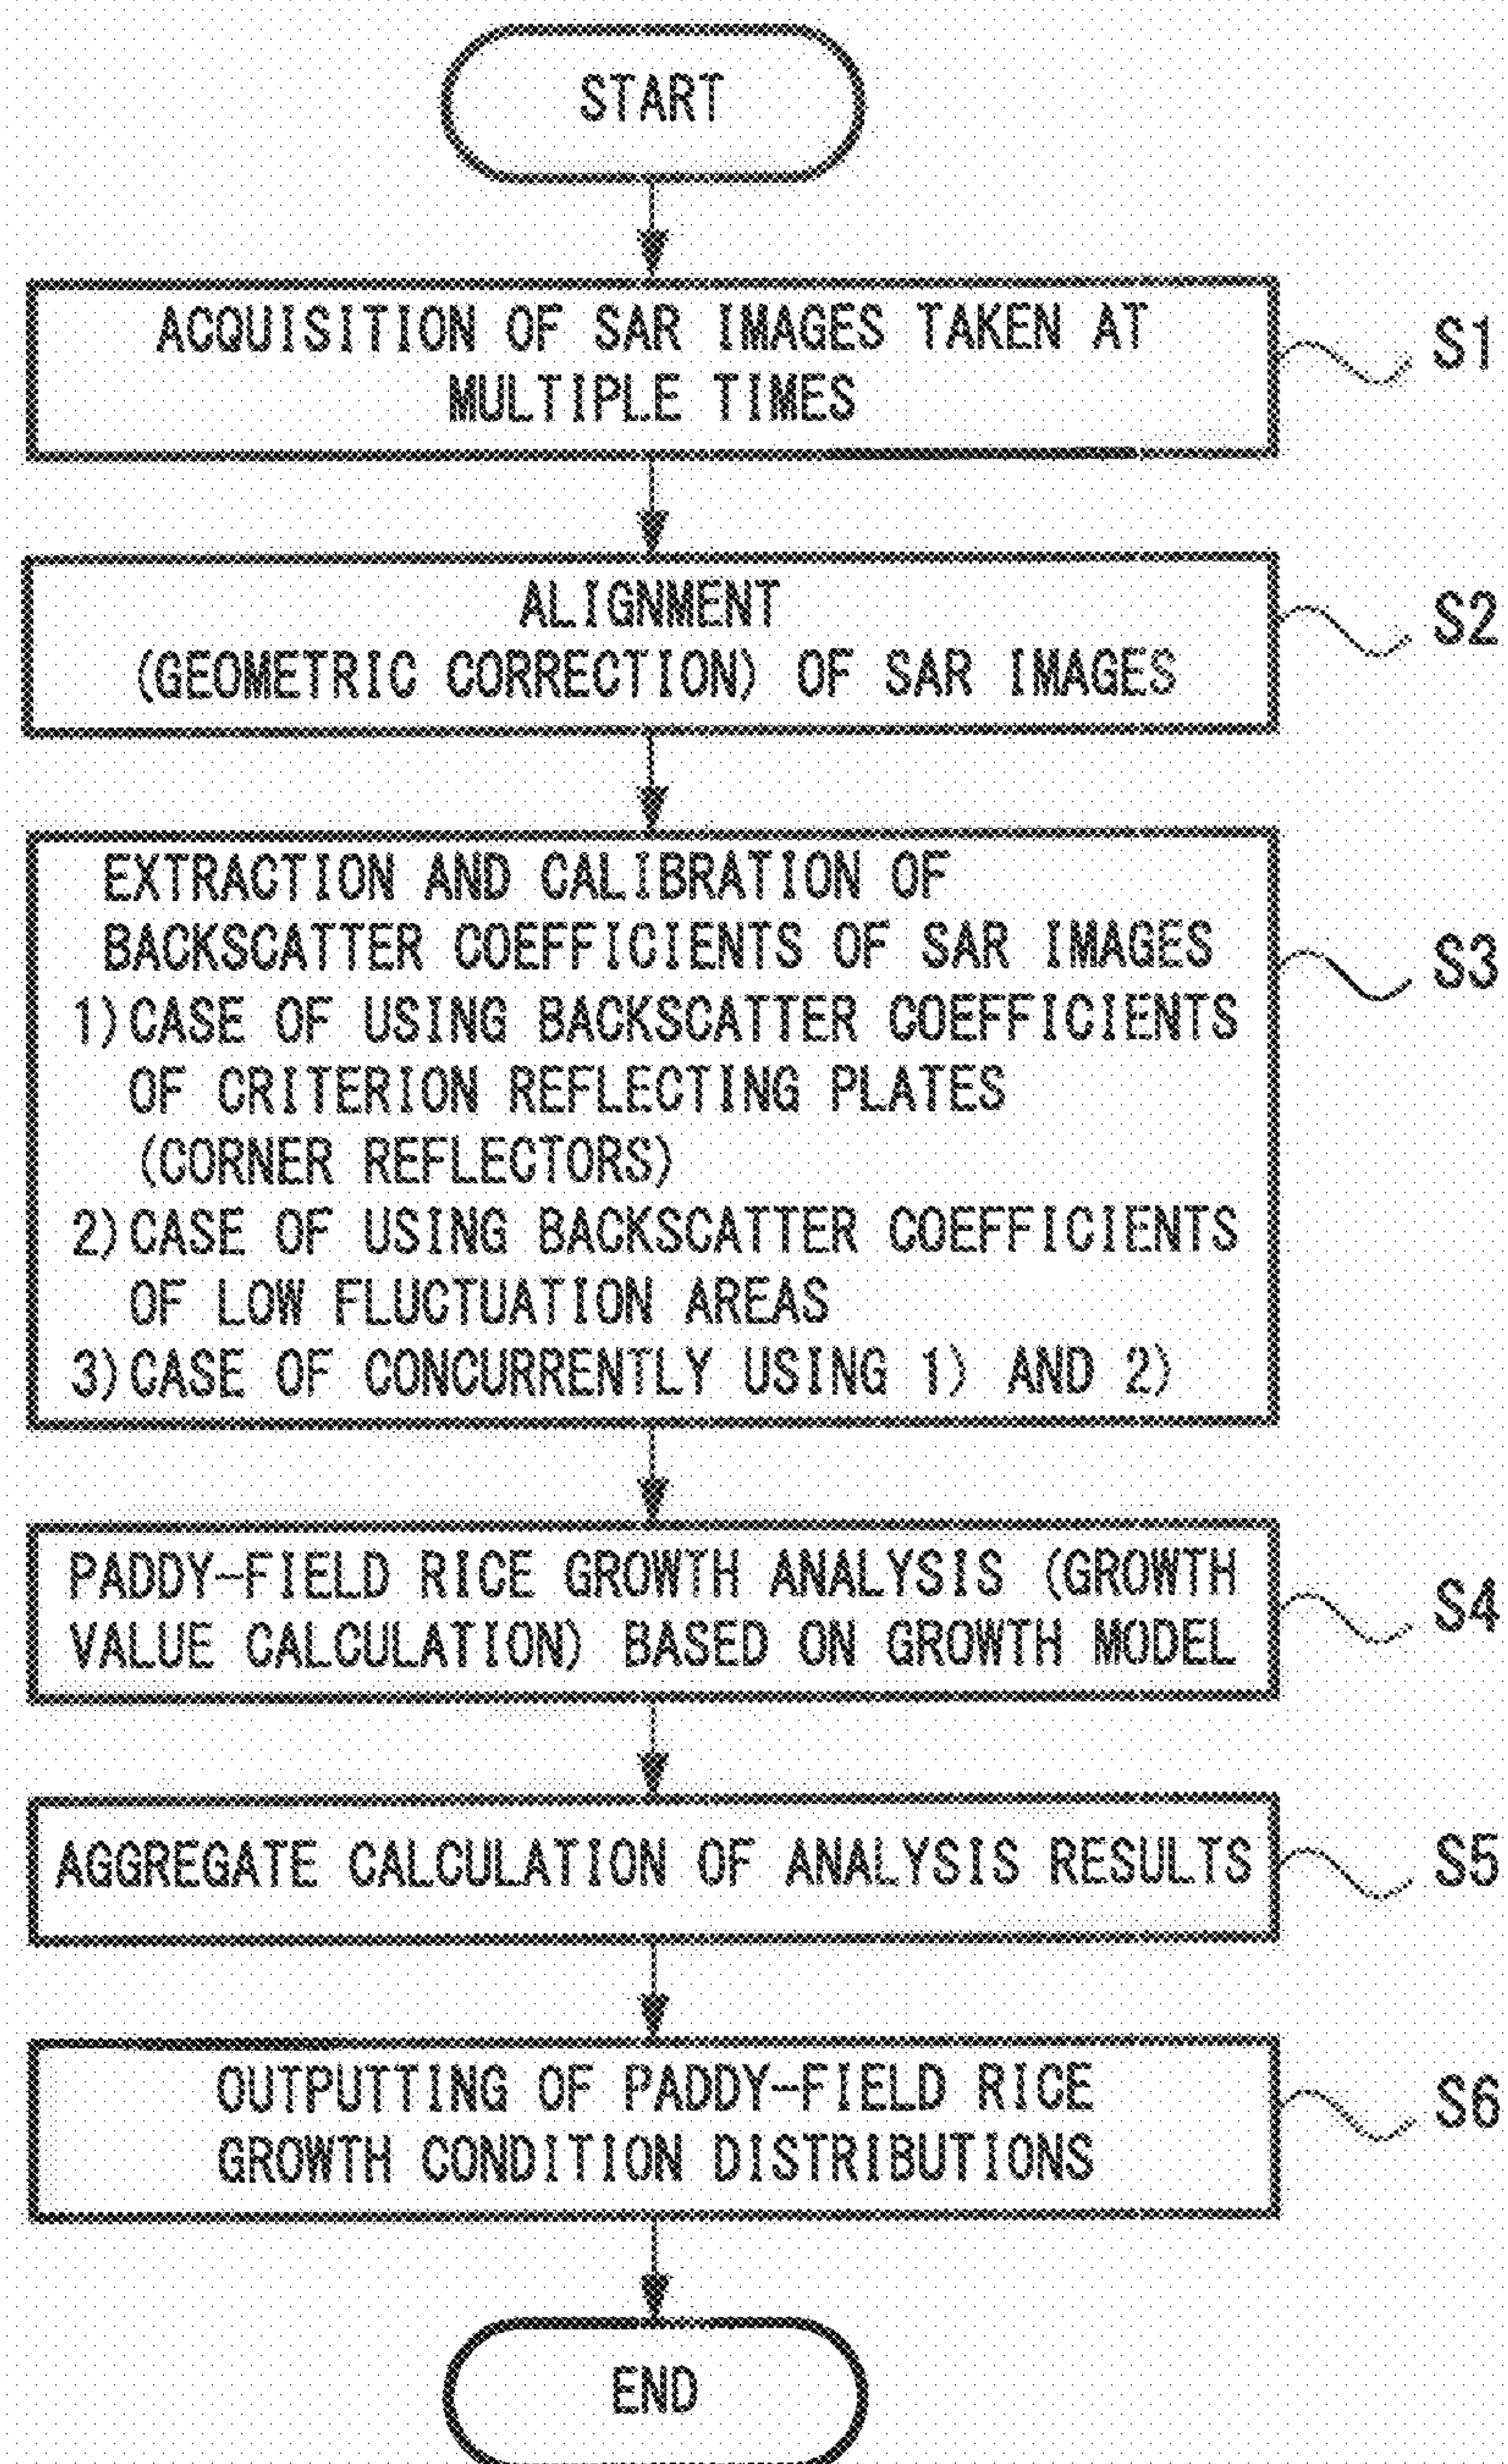 START
ACQUISITION OF SAR IMAGES TAKEN AT
MULTIPLE TIMES
S1
ALIGNMENT
(GEOMETRIC CORRECTION) OF SAR IMAGES
S2
EXTRACTION AND CALIBRATION OF
BACKSCATTER COEFFICIENTS OF SAR IMAGES
1)CASE OF USING BACKSCATTER COEFFICIENTS
OF CRITERION REFLECTING PLATES
(CORNER REFLECTORS)
2)CASE OF USING BACKSCATTER COEFFICIENTS
OF LOW FLUCTUATION AREAS
3)CASE OF CONCURRENTLY USING 1) AND 2)
S3
PADDY-FIELD RICE GROWTH ANALYSIS (GROWTH
VALUE CALCULATION) BASED ON GROWTH MODEL
S4
AGGREGATE CALCULATION OF ANALYSIS RESULTS
S5
OUTPUTTING OF PADDY-FIELD RICE
GROWTH CONDITION DISTRIBUTIONS
S6
END